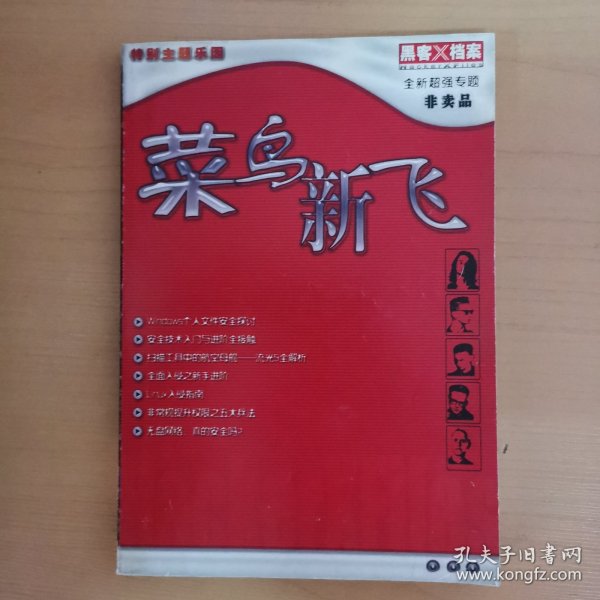 特别主题乐园
黑客X档案
HackerXFiles
全新超强专题
非卖品
菜鸟新飞
Windows个人文件安全探讨
安全技术入门与进阶全接触
扫描工具中的航空母舰——流光5全解析
全面入侵之新手进阶
Linux入侵指南
非常规提升权限之五大兵法
无盘网络，真的安全吗?
孔夫子旧书网
www.kongfz.com